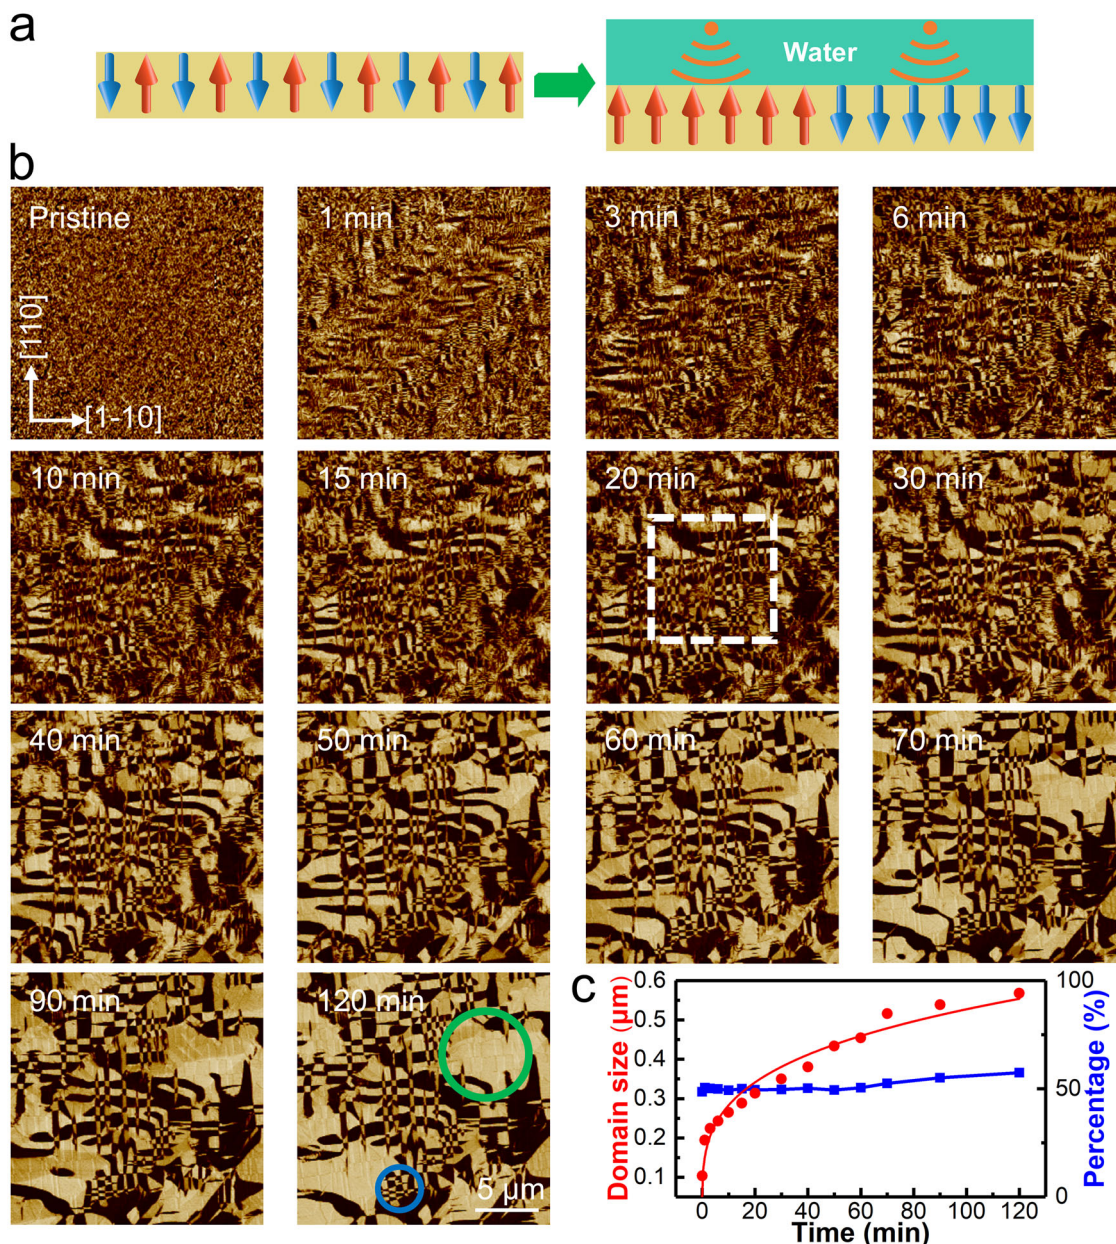 a
Water
b
Pristine
1 min
3 min
6 min
[110]
[1-10]
10 min
15 min
20 min
30 min
40 min
50 min
60 min
70 min
90 min
120 min
5 µm
c
Domain size (µm)
0.6
0.5
0.4
0.3
0.2
0.1
100
50
0
Percentage (%)
0 20 40 60 80 100 120
Time (min)